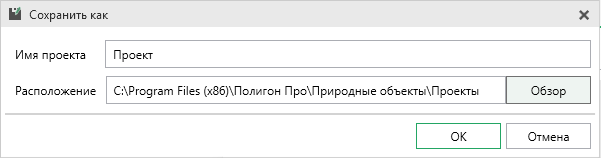 Сохранить как
Имя проекта Проект
Расположение C:\Program Files (x86)\Полигон Про\Природные объекты\Проекты Обзор
OK Отмена